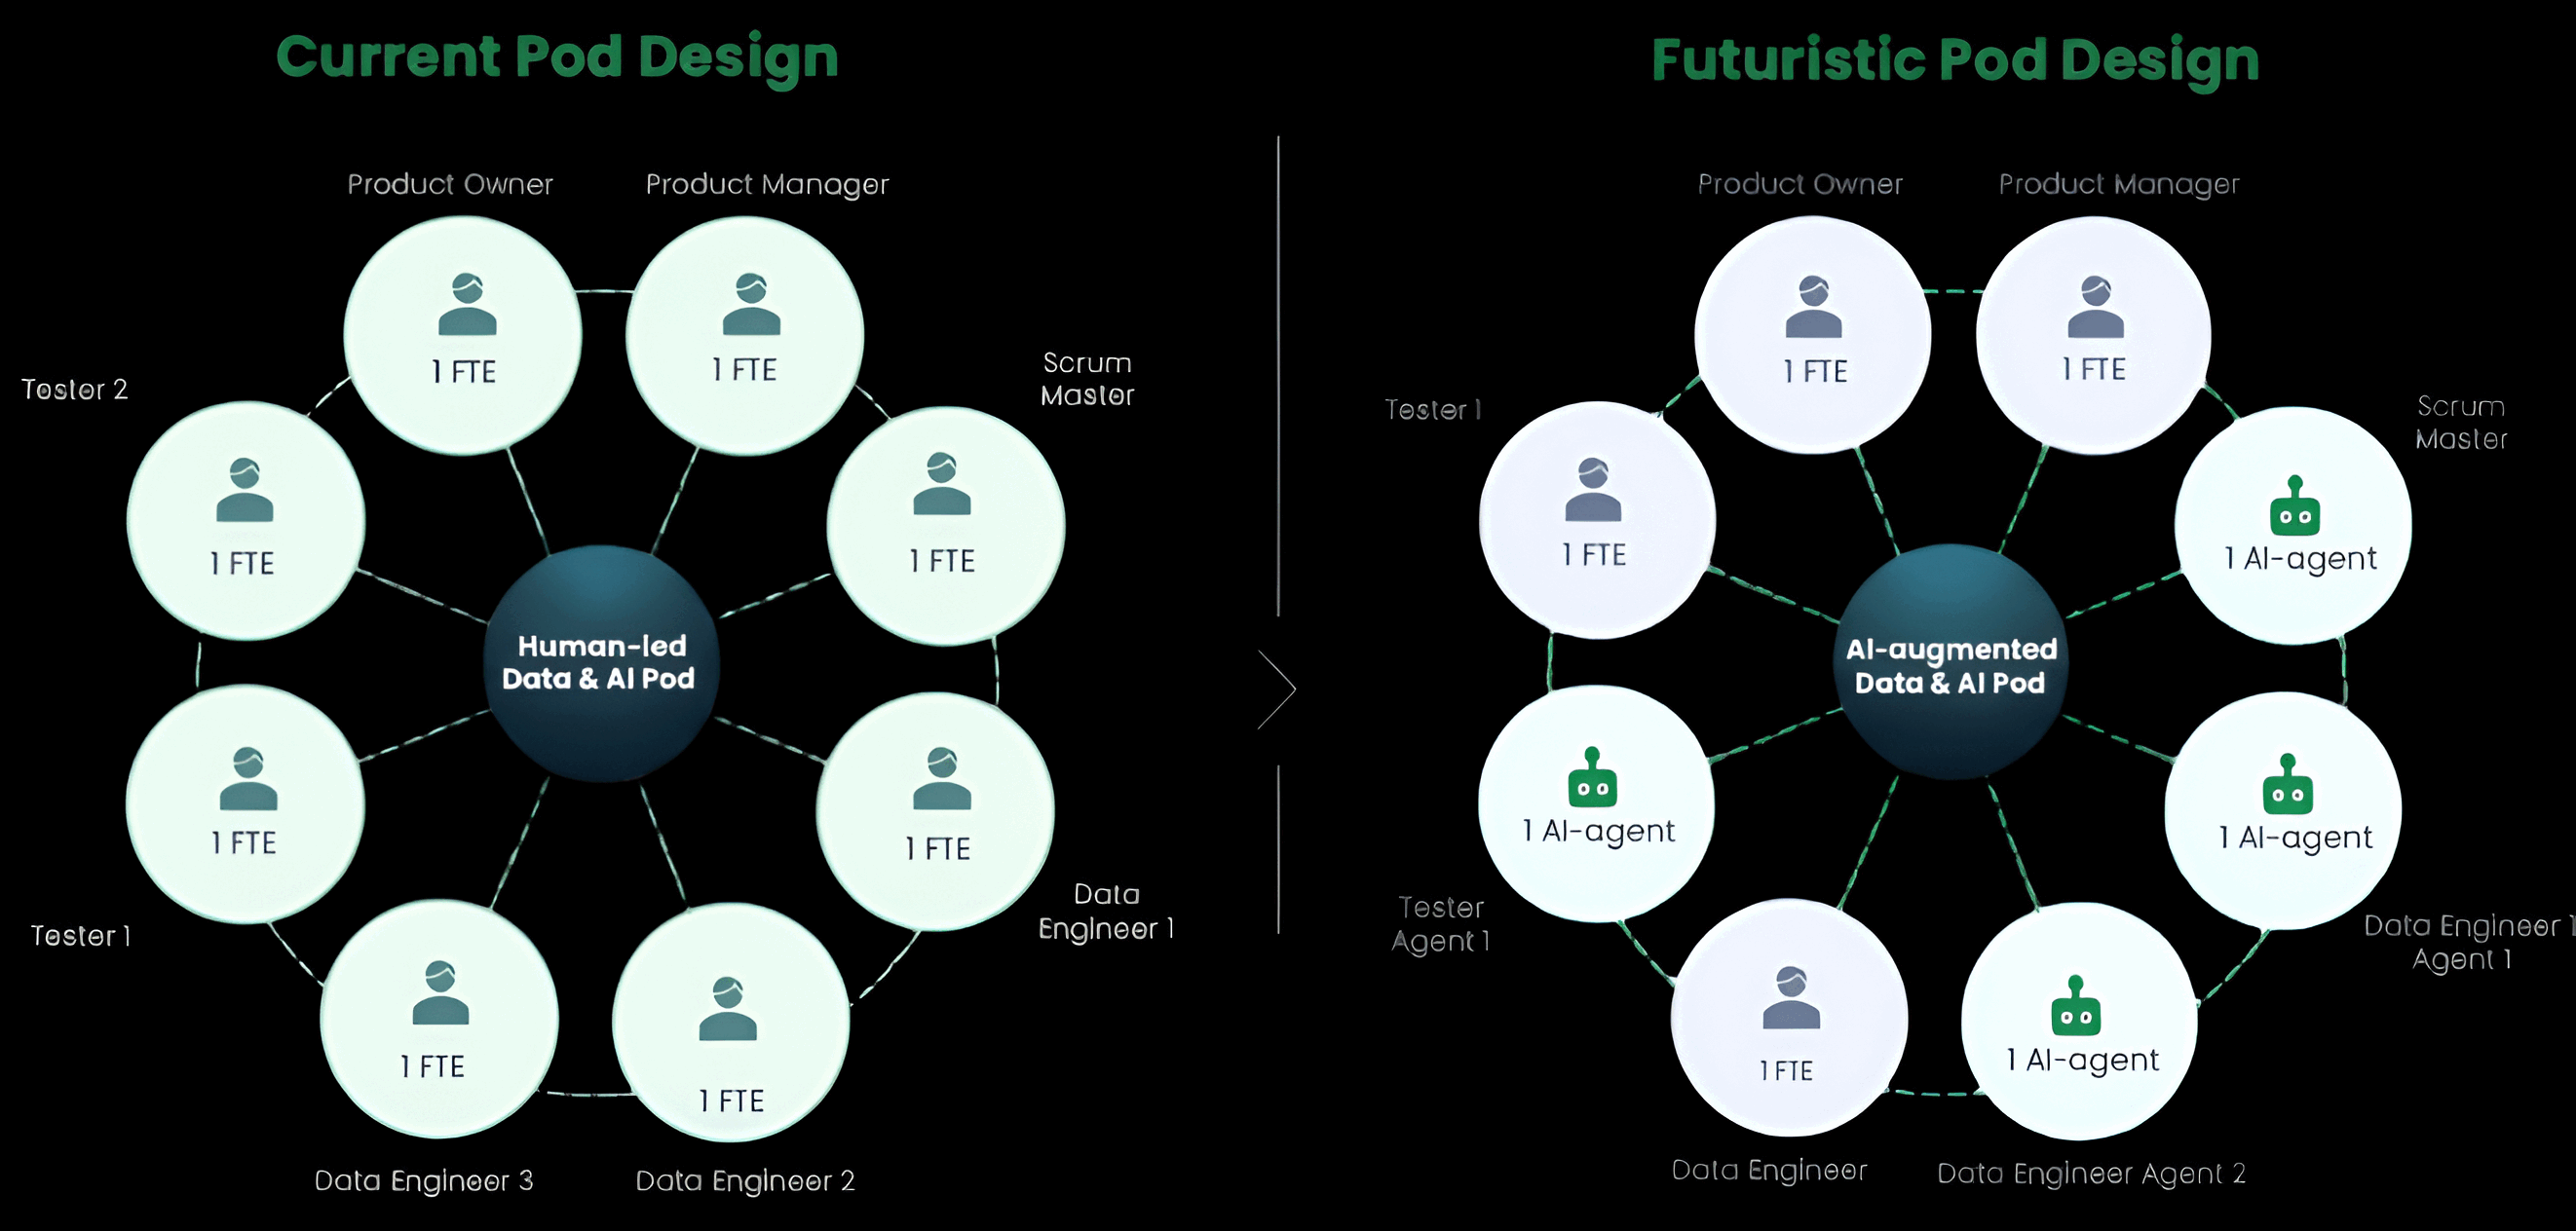 Current Pod Design
Product Owner
Product Manager
1 FTE
1 FTE
Scrum
Master
Tester 2
1 FTE
1 FTE
Human-led
Data & AI Pod
1 FTE
1 FTE
Data
Engineer 1
Tester 1
1 FTE
1 FTE
Data Engineer 3
Data Engineer 2
Futuristic Pod Design
Product Owner
Product Manager
1 FTE
1 FTE
Tester 1
Scrum
Master
1 FTE
1 AI-agent
AI-augmented
Data & AI Pod
1 AI-agent
1 AI-agent
Tester
Agent 1
Data Engineer 1
Agent 1
1 FTE
1 AI-agent
Data Engineer
Data Engineer Agent 2